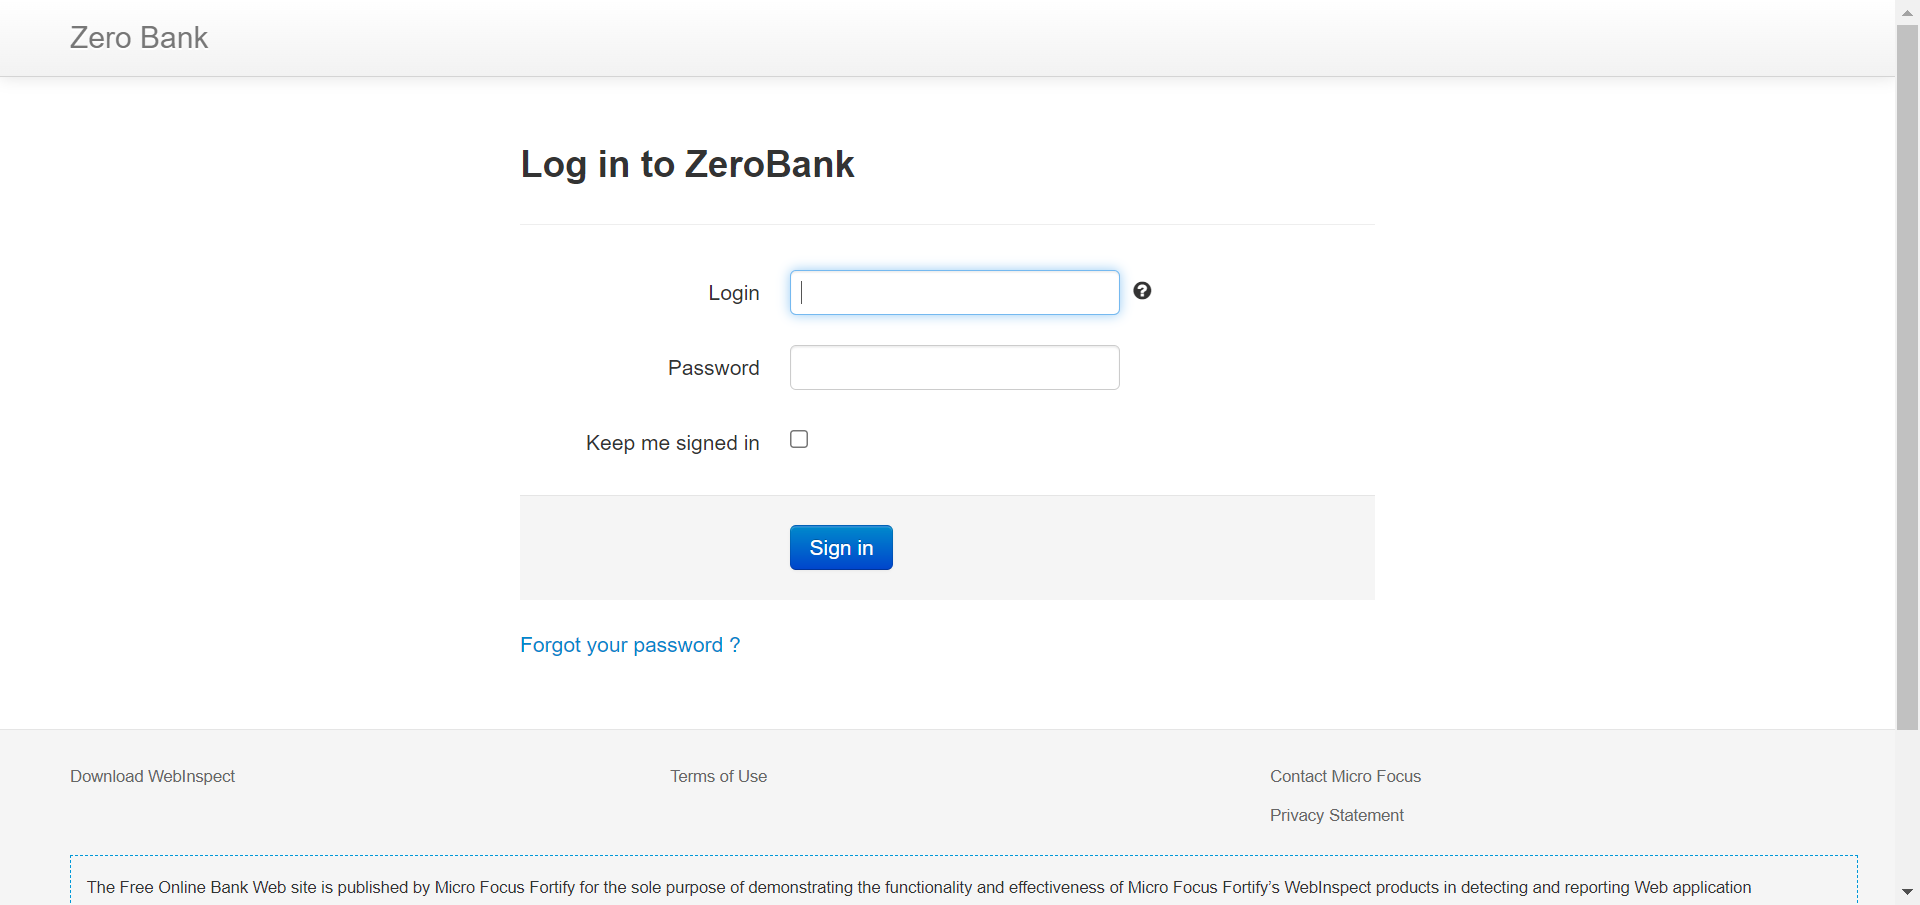 Zero Bank
Log in to ZeroBank
Login
Password
Keep me signed in
Sign in
Forgot your password ?
Download WebInspect
Terms of Use
Contact Micro Focus
Privacy Statement
The Free Online Bank Web site is published by Micro Focus Fortify for the sole purpose of demonstrating the functionality and effectiveness of Micro Focus Fortify’s WebInspect products in detecting and reporting Web application